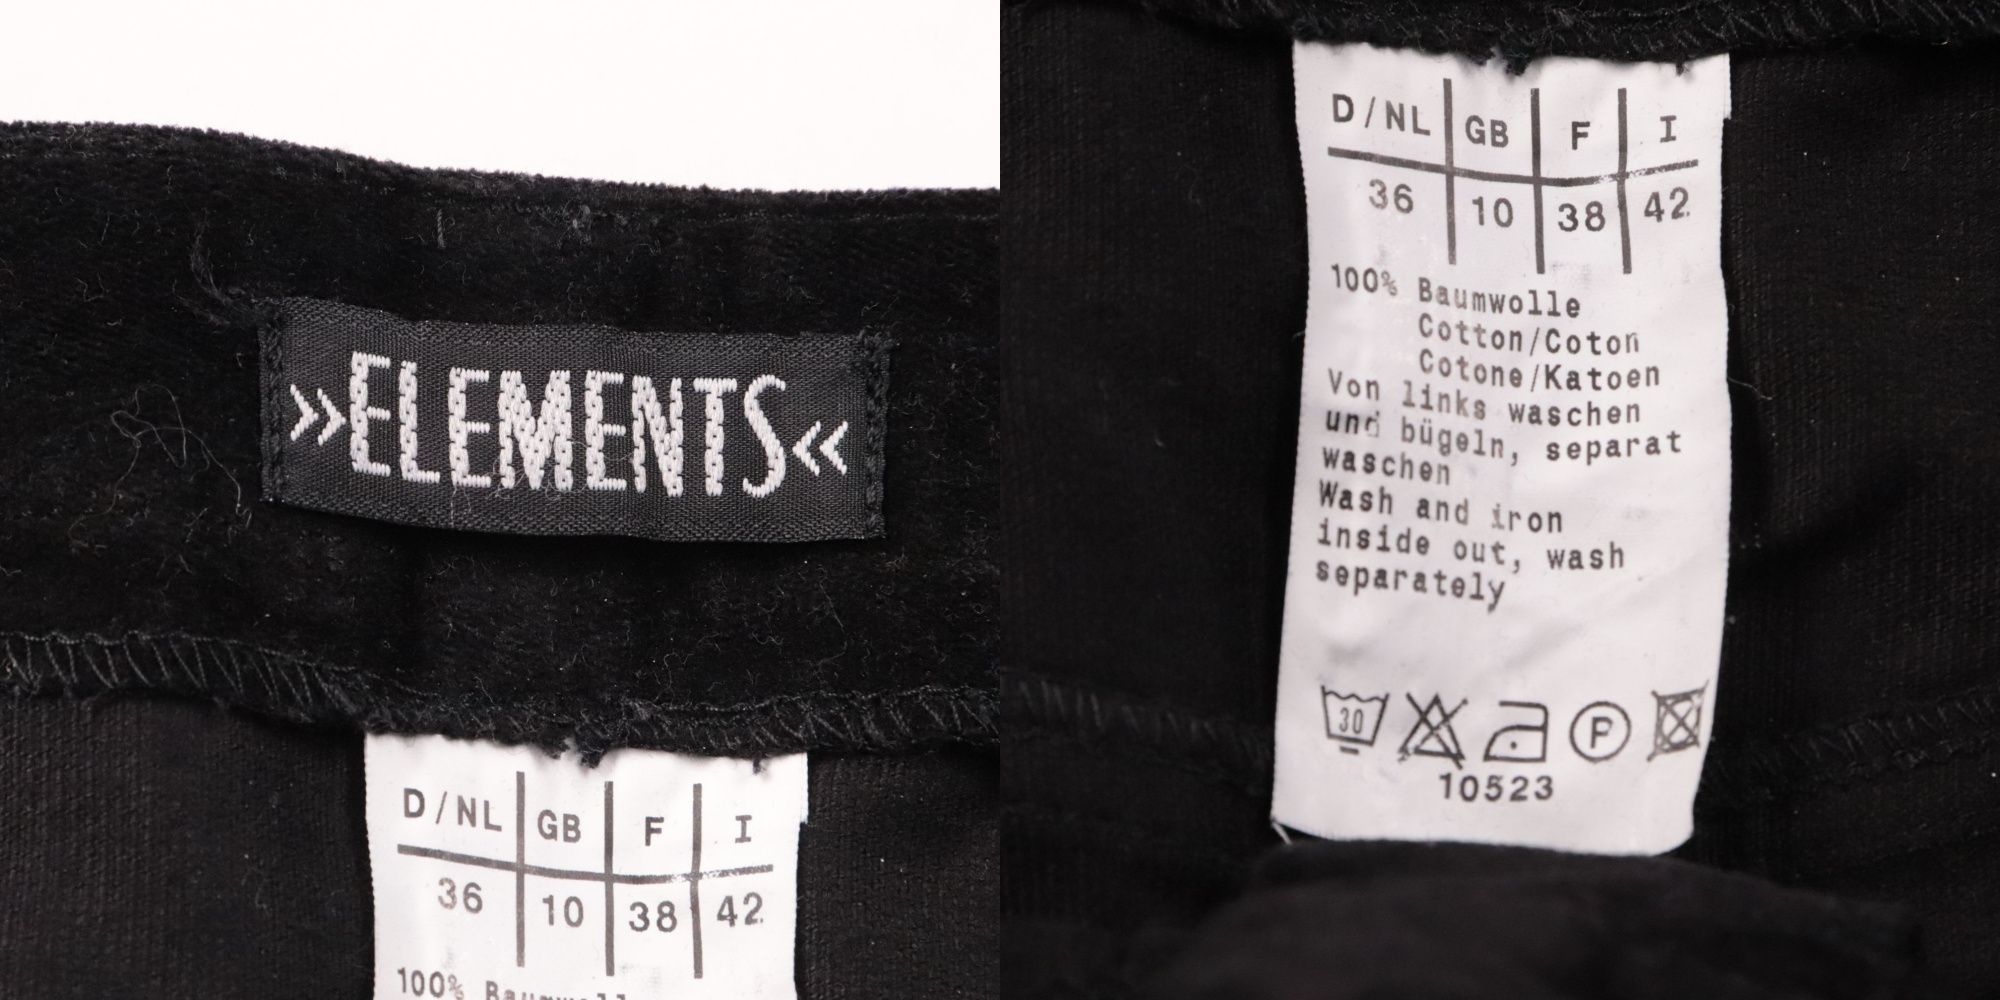 »ELEMENTS«
D/NL GB F I
36 10 38 42
100%
D/NL GB F I
36 10 38 42
100% Baumwolle
Cotton/Coton
Cotone/Katoen
Von links waschen
und bügeln, separat
waschen
Wash and iron
inside out, wash
separately
30 P
10523